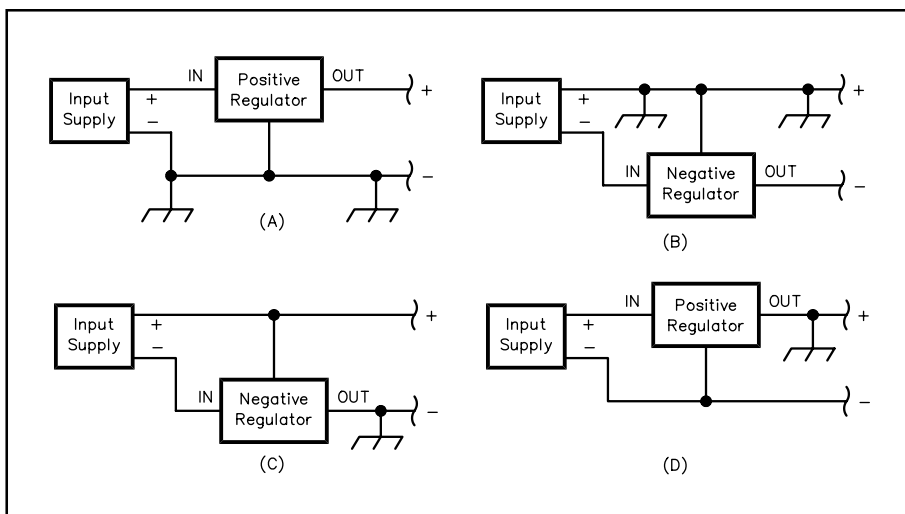 Input
Supply
+
−
IN
Positive
Regulator
OUT
+
−
(A)
Input
Supply
+
−
IN
Negative
Regulator
OUT
+
−
(B)
Input
Supply
+
−
IN
Negative
Regulator
OUT
+
−
(C)
Input
Supply
+
−
IN
Positive
Regulator
OUT
+
−
(D)